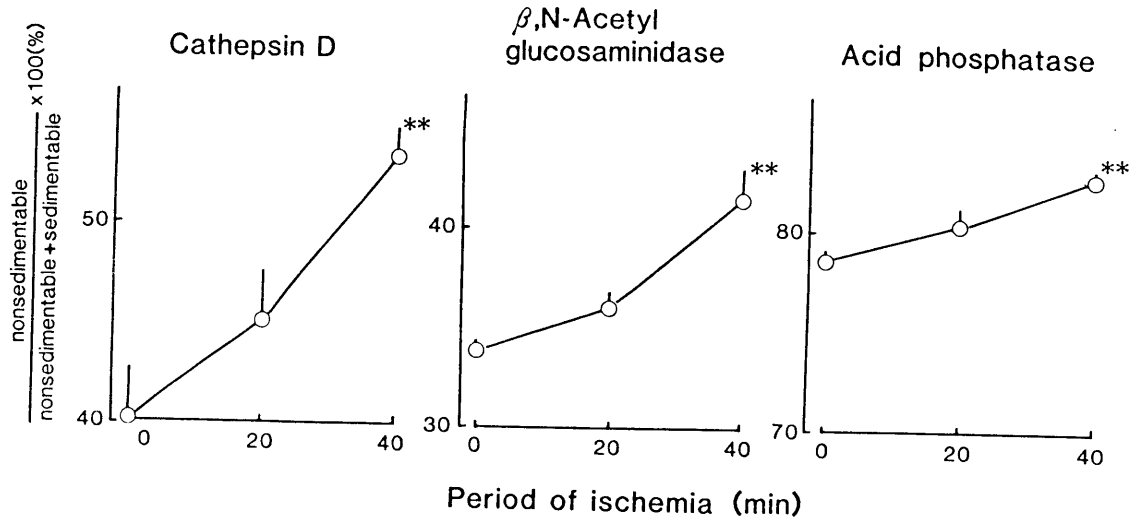 Cathepsin D
β,N-Acetyl
glucosaminidase
Acid phosphatase
nonsedimentable
nonsedimentable+sedimentable
x100(%)
50
40
0
20
40
**
40
30
0
20
40
**
80
70
0
20
40
**
Period of ischemia (min)